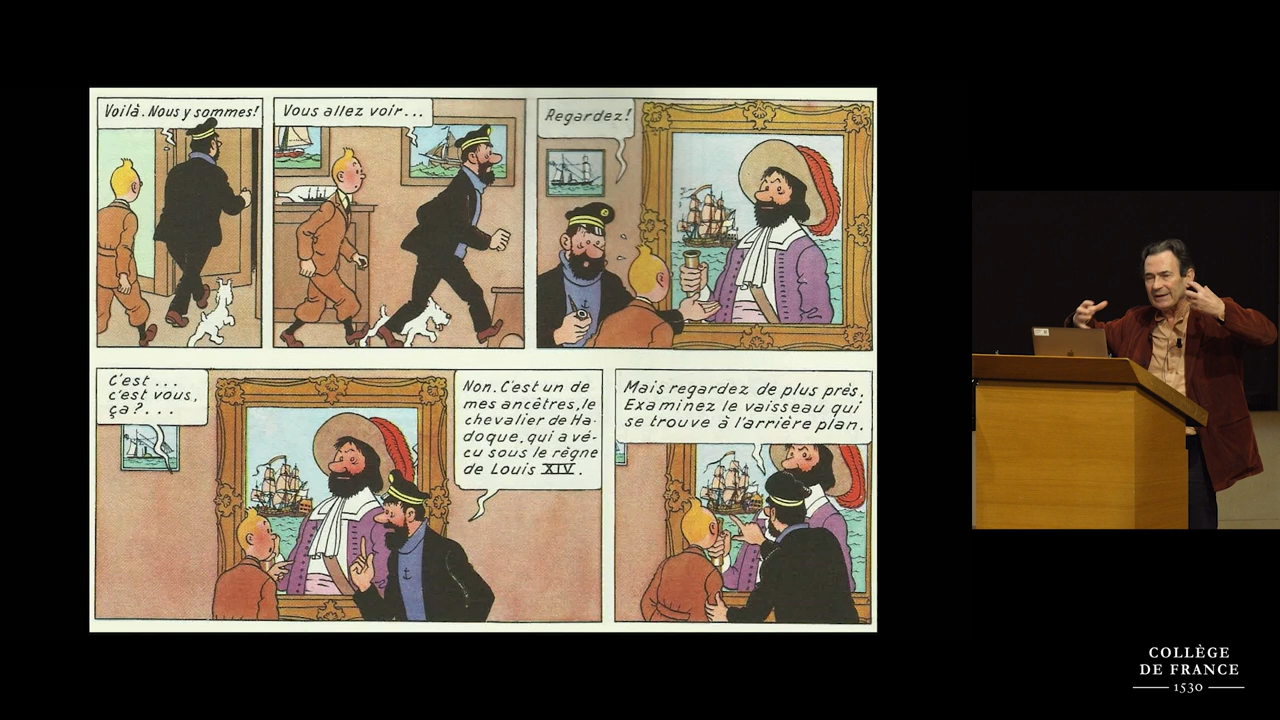 Voilà. Nous y sommes!
Vous allez voir...
Regardez!
C'est...
c'est vous,
ça?...
Non. C'est un de
mes ancêtres, le
chevalier de Ha-
doque, qui a vé-
cu sous le règne
de Louis XIV.
Mais regardez de plus près.
Examinez le vaisseau qui
se trouve à l'arrière plan.
COLLÈGE
DE FRANCE
1530